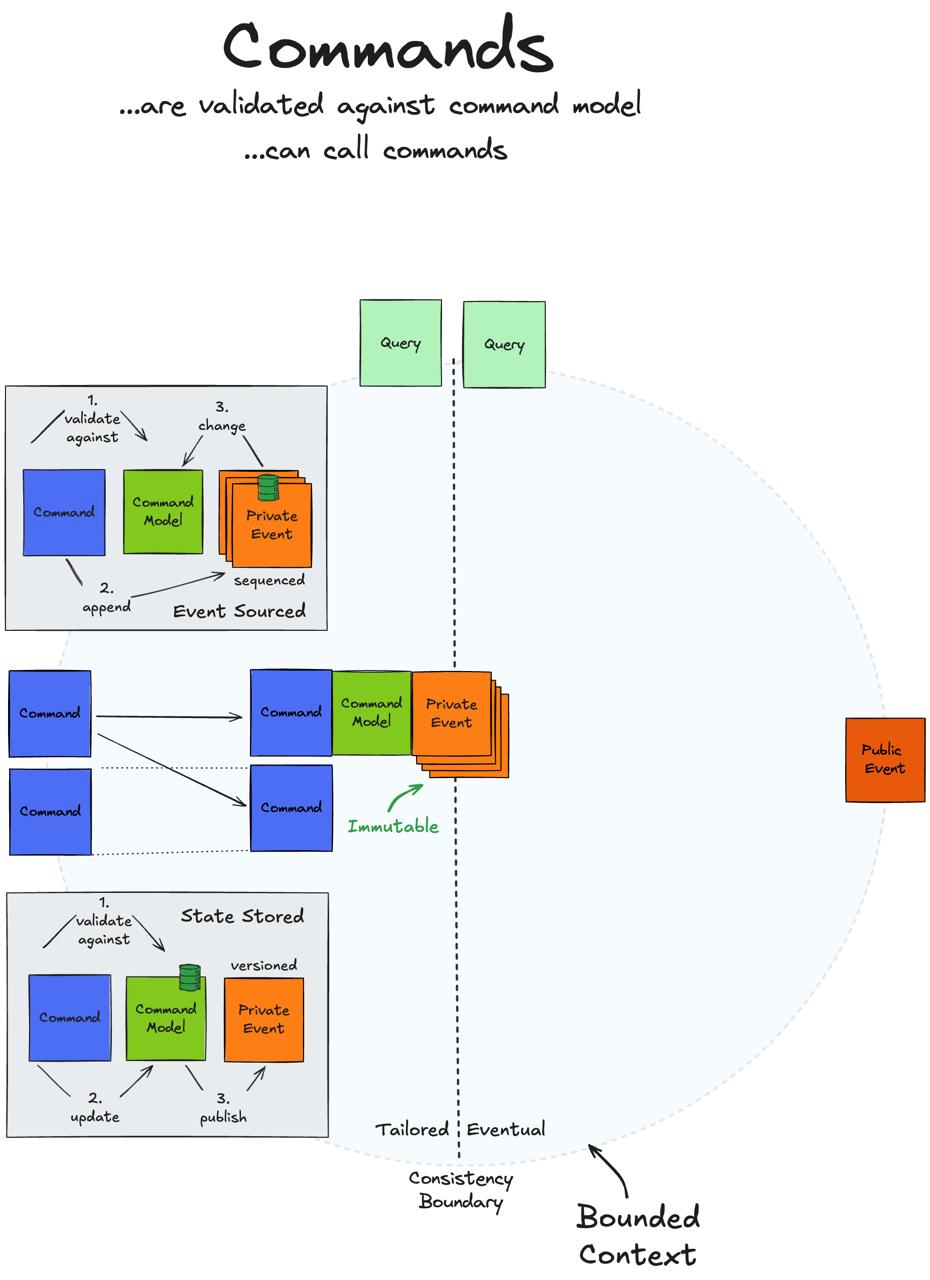 Commands
...are validated against command model
...can call commands
Query
Query
1.
validate
against
3.
change
Command
Command
Model
Private
Event
sequenced
2.
append
Event Sourced
Command
Command
Command
Model
Private
Event
Public
Event
Command
Command
Immutable
1.
validate
against
State Stored
versioned
Command
Command
Model
Private
Event
2.
update
3.
publish
Tailored
Eventual
Consistency
Boundary
Bounded
Context